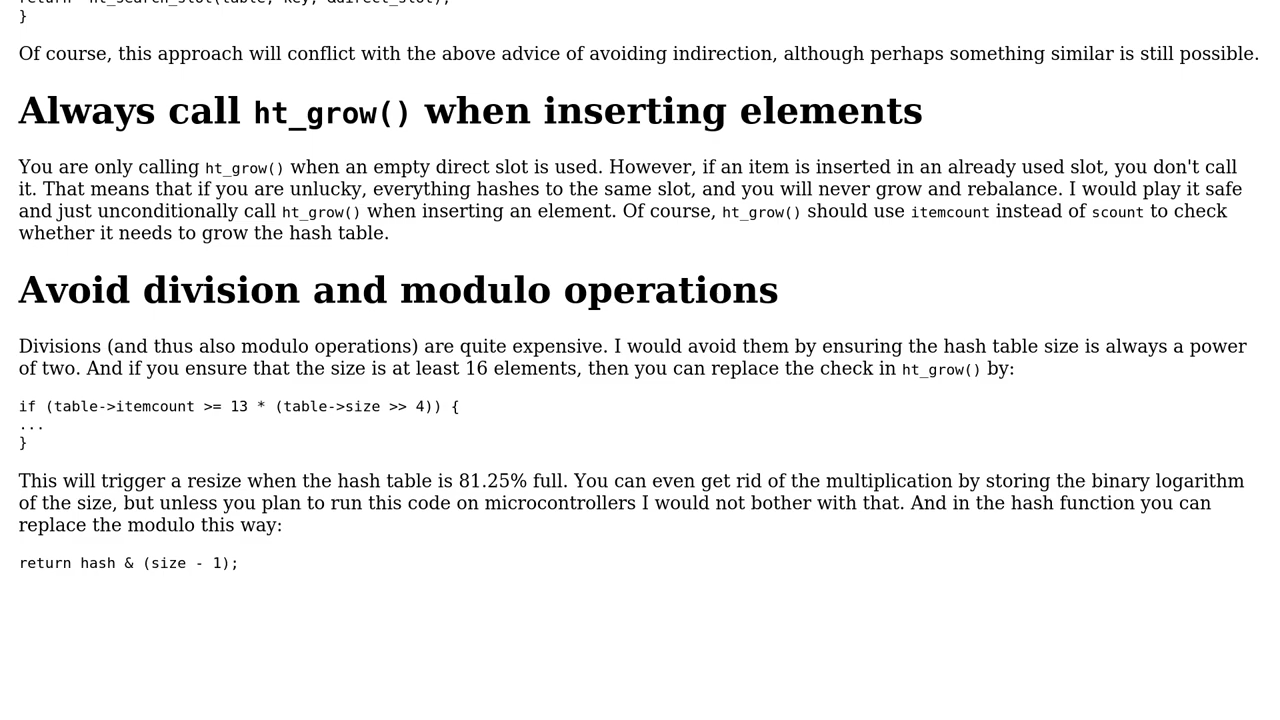 }
Of course, this approach will conflict with the above advice of avoiding indirection, although perhaps something similar is still possible.
Always call ht_grow() when inserting elements
You are only calling ht_grow() when an empty direct slot is used. However, if an item is inserted in an already used slot, you don't call
it. That means that if you are unlucky, everything hashes to the same slot, and you will never grow and rebalance. I would play it safe
and just unconditionally call ht_grow() when inserting an element. Of course, ht_grow() should use itemcount instead of scount to check
whether it needs to grow the hash table.
Avoid division and modulo operations
Divisions (and thus also modulo operations) are quite expensive. I would avoid them by ensuring the hash table size is always a power
of two. And if you ensure that the size is at least 16 elements, then you can replace the check in ht_grow() by:
if (table->itemcount >= 13 * (table->size >> 4)) {
...
}
This will trigger a resize when the hash table is 81.25% full. You can even get rid of the multiplication by storing the binary logarithm
of the size, but unless you plan to run this code on microcontrollers I would not bother with that. And in the hash function you can
replace the modulo this way:
return hash & (size - 1);